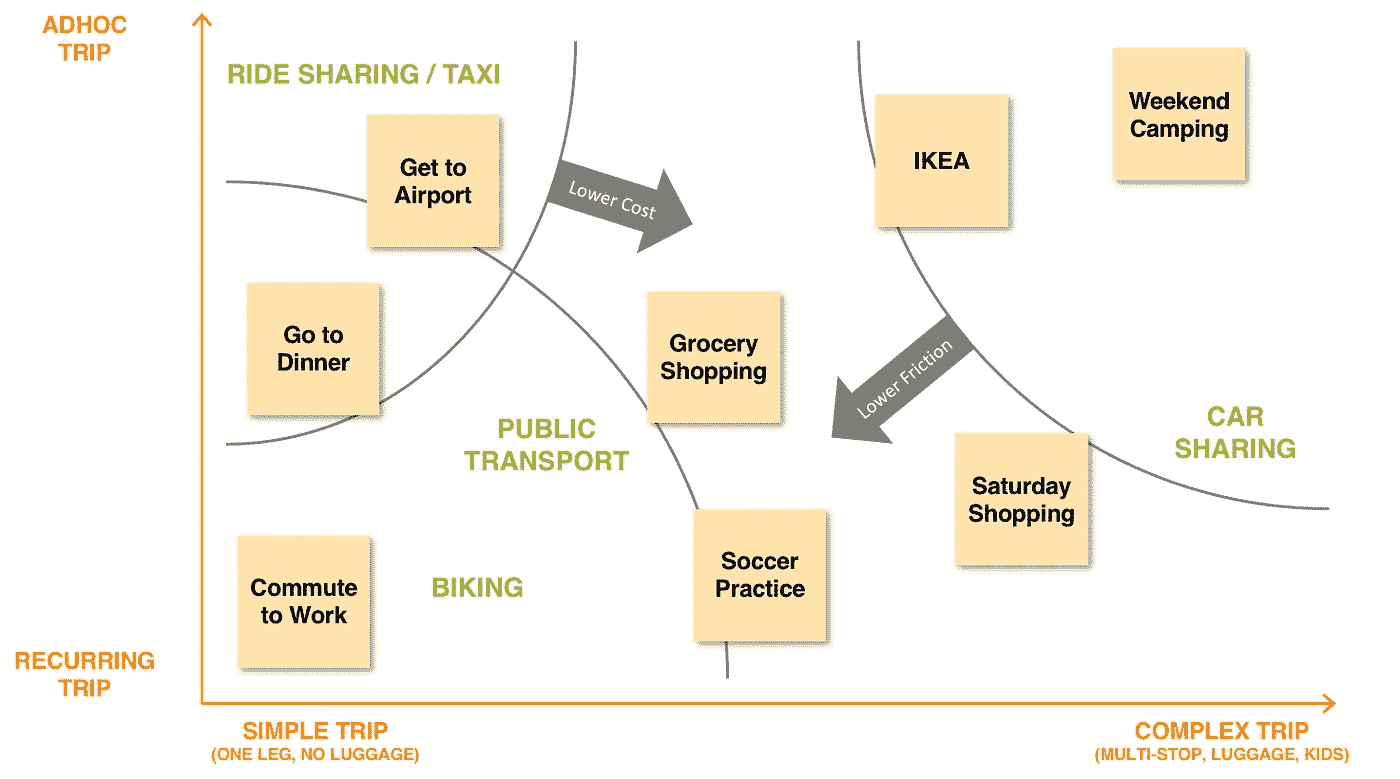 ADHOC
TRIP
RIDE SHARING / TAXI
Weekend
Camping
Get to
Airport
IKEA
Lower Cost
Go to
Dinner
Grocery
Shopping
Lower Friction
PUBLIC
TRANSPORT
CAR
SHARING
Saturday
Shopping
Commute
to Work
BIKING
Soccer
Practice
RECURRING
TRIP
SIMPLE TRIP
(ONE LEG, NO LUGGAGE)
COMPLEX TRIP
(MULTI-STOP, LUGGAGE, KIDS)